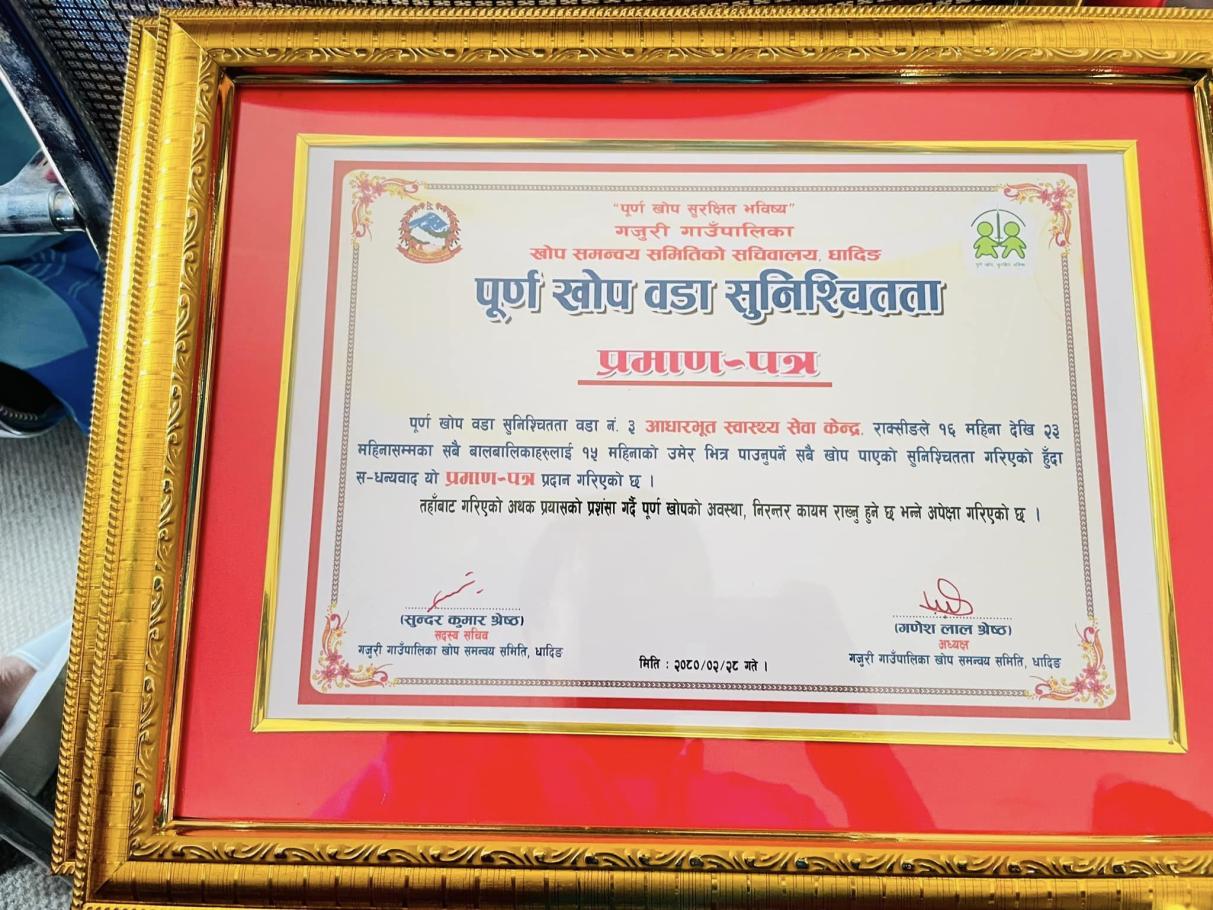 "पूर्ण खोप सुरक्षित भविष्य"
गजुरी गाउँपालिका
खोप समन्वय समितिको सचिवालय, धादिङ
पूर्ण खोप वडा सुनिश्चितता
प्रमाण-पत्र
पूर्ण खोप वडा सुनिश्चितता वडा नं. ३ आधारभूत स्वास्थ्य सेवा केन्द्र, राक्सीडले १६ महिना देखि २३
महिनासम्मका सबै बालबालिकाहरुलाई १५ महिनाको उमेर भित्र पाउनुपर्ने सबै खोप पाएको सुनिश्चितता गरिएको हुँदा
स-धन्यवाद यो प्रमाण-पत्र प्रदान गरिएको छ ।
तहाँबाट गरिएको अथक प्रयासको प्रशंसा गर्दै पूर्ण खोपको अवस्था, निरन्तर कायम राख्नु हुने छ भन्ने अपेक्षा गरिएको छ ।
(सुन्दर कुमार श्रेष्ठ)
सदस्य सचिव
गजुरी गाउँपालिका खोप समन्वय समिति, धादिङ
मिति : २०८०/०२/२८ गते ।
(गणेश लाल श्रेष्ठ)
अध्यक्ष
गजुरी गाउँपालिका खोप समन्वय समिति, धादिङ